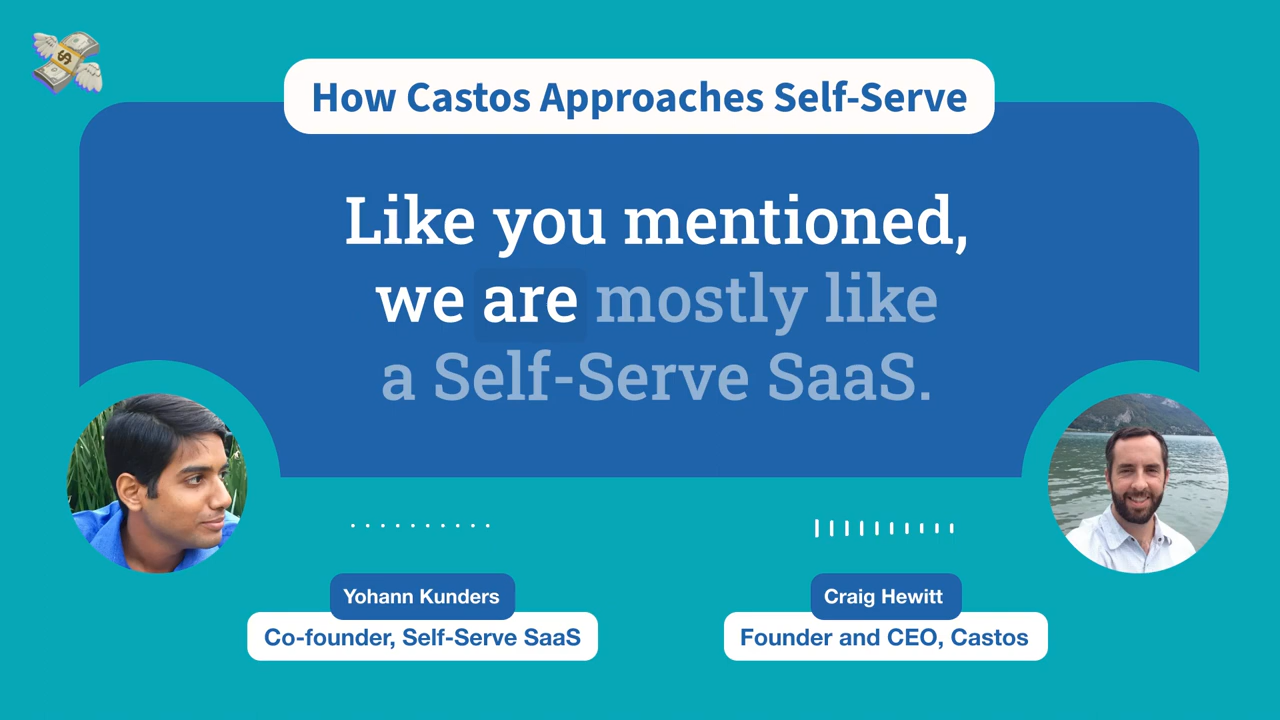 How Castos Approaches Self-Serve
Like you mentioned,
we are mostly like
a Self-Serve SaaS.
Yohann Kunders
Co-founder, Self-Serve SaaS
Craig Hewitt
Founder and CEO, Castos